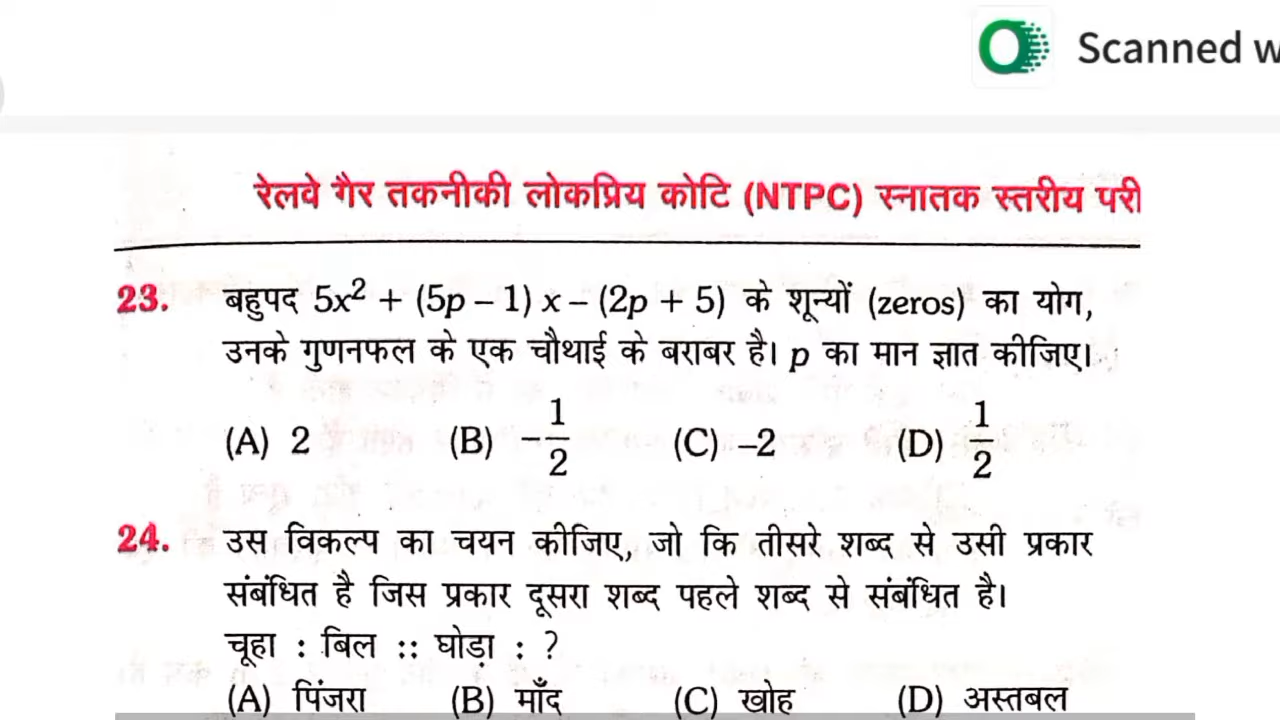 Scanned w
रेलवे गैर तकनीकी लोकप्रिय कोटि (NTPC) स्नातक स्तरीय परी
23. बहुपद 5x² + (5p – 1) x – (2p + 5) के शून्यों (zeros) का योग,
उनके गुणनफल के एक चौथाई के बराबर है। p का मान ज्ञात कीजिए।
(A) 2 (B) –1/2 (C) –2 (D) 1/2
24. उस विकल्प का चयन कीजिए, जो कि तीसरे शब्द से उसी प्रकार
संबंधित है जिस प्रकार दूसरा शब्द पहले शब्द से संबंधित है।
चूहा : बिल :: घोड़ा : ?
(A) पिंजरा (B) माँद (C) खोह (D) अस्तबल